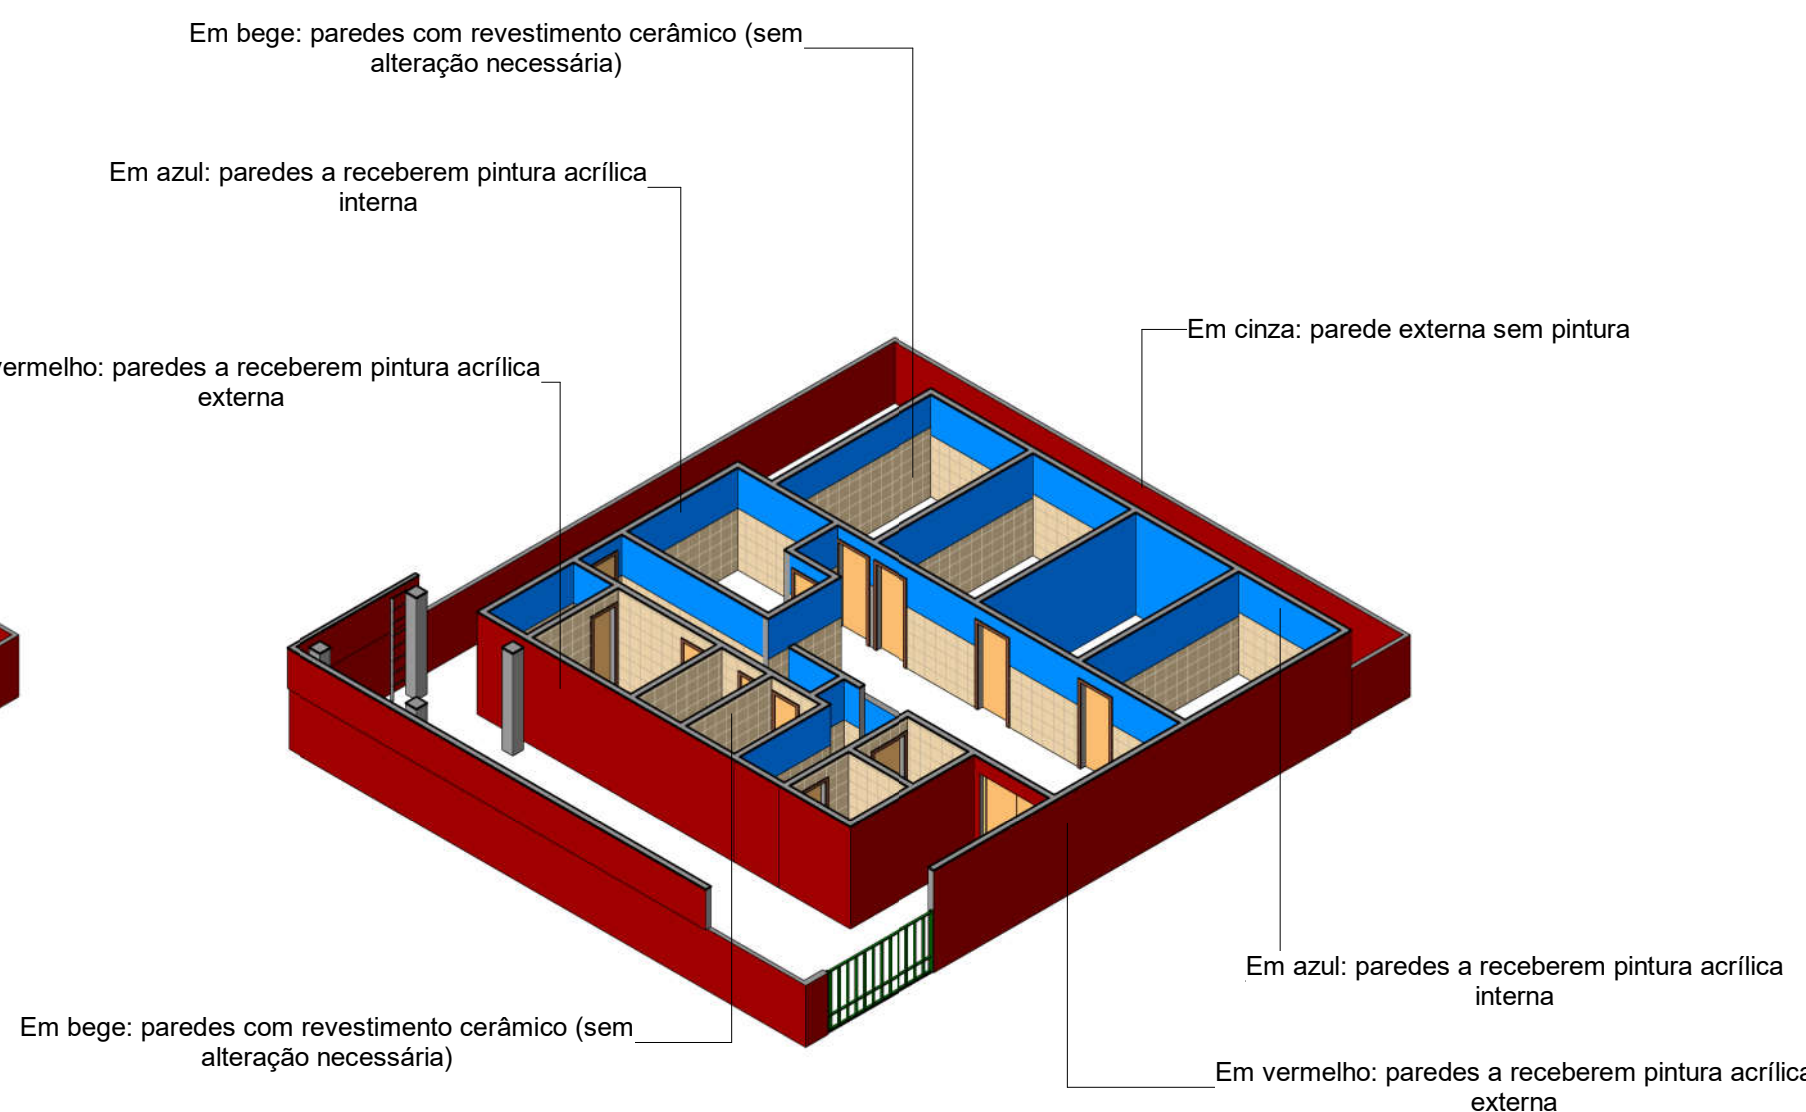 Em bege: paredes com revestimento cerâmico (sem
alteração necessária)
Em azul: paredes a receberem pintura acrílica
interna
Em cinza: parede externa sem pintura
vermelho: paredes a receberem pintura acrílica
externa
Em azul: paredes a receberem pintura acrílica
interna
Em bege: paredes com revestimento cerâmico (sem
alteração necessária)
Em vermelho: paredes a receberem pintura acrílica
externa